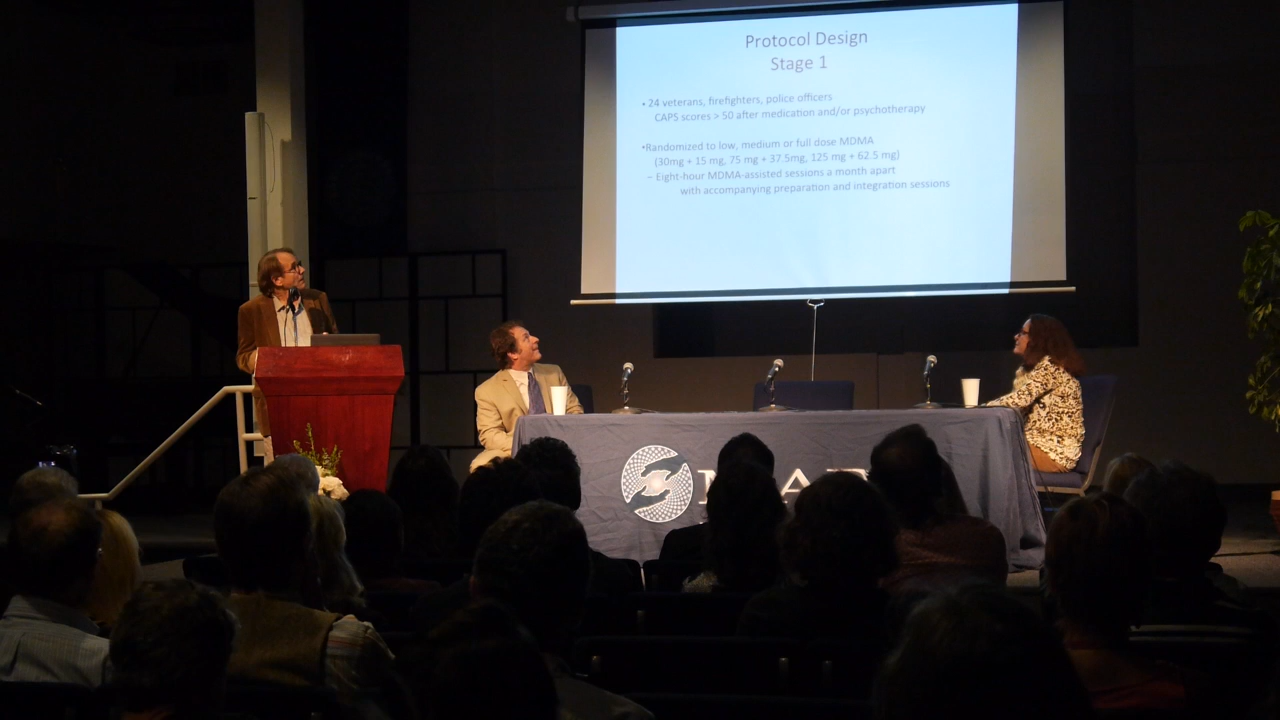 Protocol Design
Stage 1
• 24 veterans, firefighters, police officers
CAPS scores > 50 after medication and/or psychotherapy
•Randomized to low, medium or full dose MDMA
(30mg + 15 mg, 75 mg + 37.5mg, 125 mg + 62.5 mg)
– Eight-hour MDMA-assisted sessions a month apart
with accompanying preparation and integration sessions